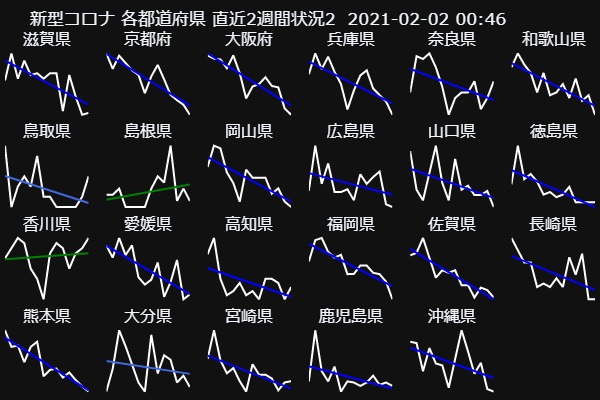 新型コロナ 各都道府県 直近2週間状況2 2021-02-02 00:46
滋賀県 京都府 大阪府 兵庫県 奈良県 和歌山県
鳥取県 島根県 岡山県 広島県 山口県 徳島県
香川県 愛媛県 高知県 福岡県 佐賀県 長崎県
熊本県 大分県 宮崎県 鹿児島県 沖縄県